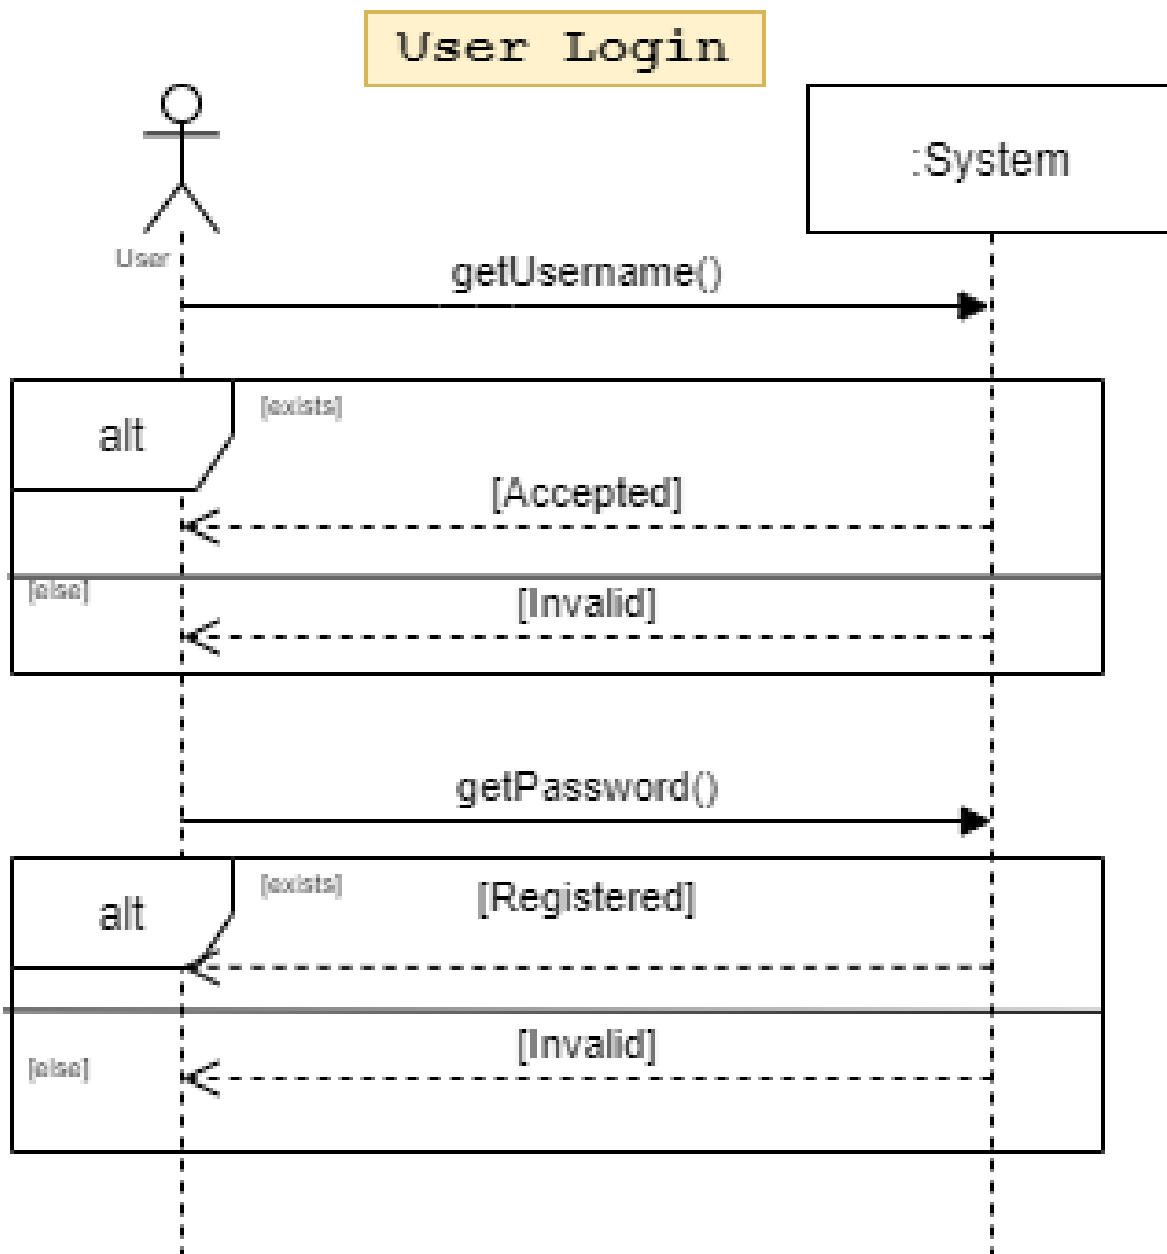 User Login
:System
User
getUsername()
alt
[exists]
[Accepted]
[else]
[Invalid]
getPassword()
alt
[exists]
[Registered]
[Invalid]
[else]